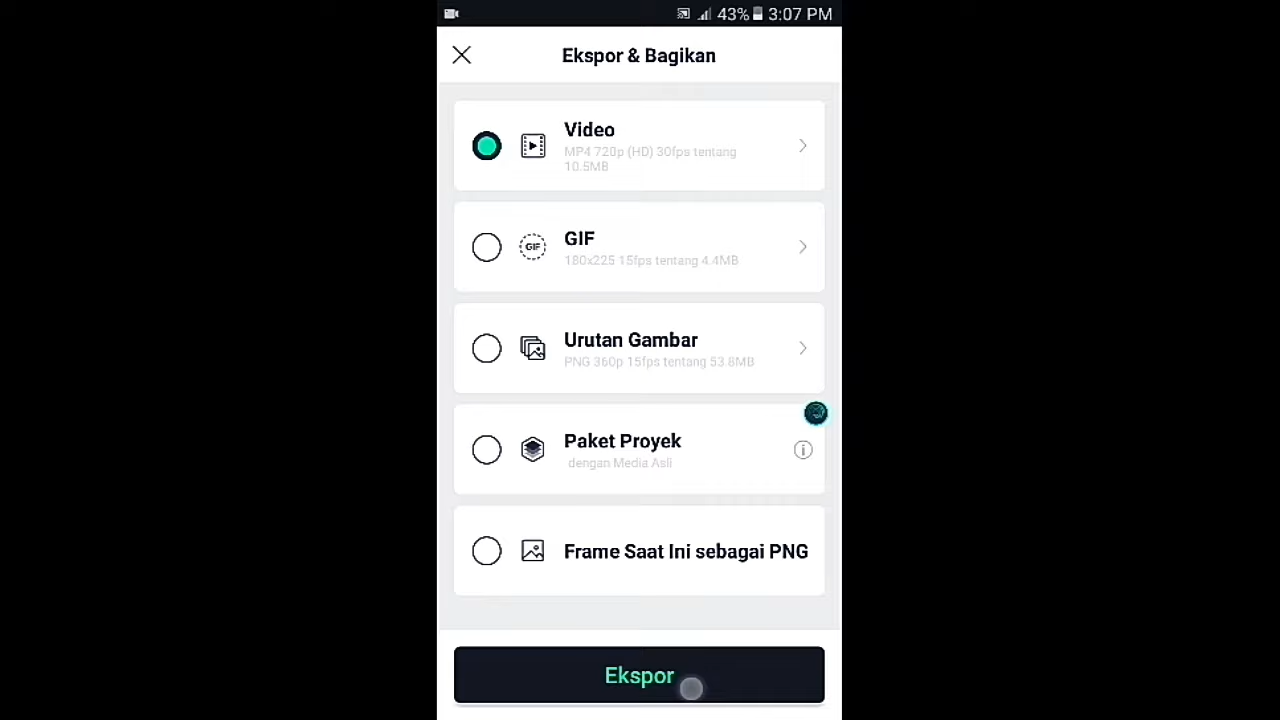 43% 3:07 PM
Ekspor & Bagikan
Video
MP4 720p (HD) 30fps tentang
10.5MB
GIF
GIF
180x225 15fps tentang 4.4MB
Urutan Gambar
PNG 360p 15fps tentang 53.8MB
Paket Proyek
dengan Media Asli
Frame Saat Ini sebagai PNG
Ekspor